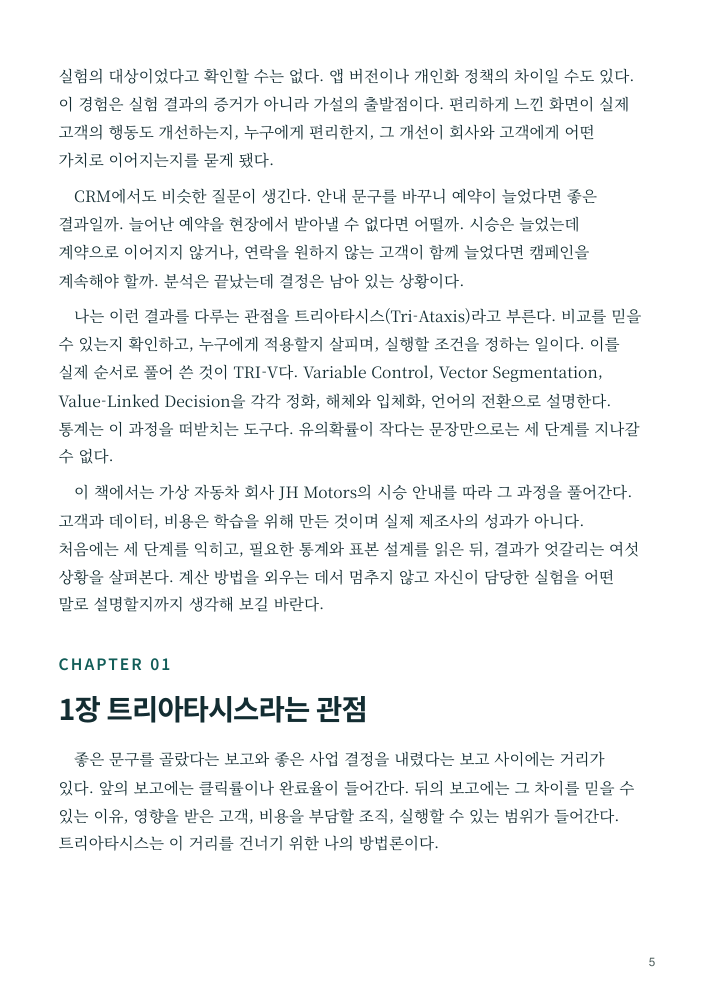 실험의 대상이었다고 확인할 수는 없다. 앱 버전이나 개인화 정책의 차이일 수도 있다.
이 경험은 실험 결과의 증거가 아니라 가설의 출발점이다. 편리하게 느낀 화면이 실제
고객의 행동도 개선하는지, 누구에게 편리한지, 그 개선이 회사와 고객에게 어떤
가치로 이어지는지를 묻게 됐다.
CRM에서도 비슷한 질문이 생긴다. 안내 문구를 바꾸니 예약이 늘었다면 좋은
결과일까. 늘어난 예약을 현장에서 받아낼 수 없다면 어떨까. 시승은 늘었는데
계약으로 이어지지 않거나, 연락을 원하지 않는 고객이 함께 늘었다면 캠페인을
계속해야 할까. 분석은 끝났는데 결정은 남아 있는 상황이다.
나는 이런 결과를 다루는 관점을 트리아타시스(Tri-Ataxis)라고 부른다. 비교를 믿을
수 있는지 확인하고, 누구에게 적용할지 살피며, 실행할 조건을 정하는 일이다. 이를
실제 순서로 풀어 쓴 것이 TRI-V다. Variable Control, Vector Segmentation,
Value-Linked Decision을 각각 정화, 해체와 입체화, 언어의 전환으로 설명한다.
통계는 이 과정을 떠받치는 도구다. 유의확률이 작다는 문장만으로는 세 단계를 지나갈
수 없다.
이 책에서는 가상 자동차 회사 JH Motors의 시승 안내를 따라 그 과정을 풀어간다.
고객과 데이터, 비용은 학습을 위해 만든 것이며 실제 제조사의 성과가 아니다.
처음에는 세 단계를 익히고, 필요한 통계와 표본 설계를 읽은 뒤, 결과가 엇갈리는 여섯
상황을 살펴본다. 계산 방법을 외우는 데서 멈추지 않고 자신이 담당한 실험을 어떤
말로 설명할지까지 생각해 보길 바란다.
CHAPTER 01
1장 트리아타시스라는 관점
좋은 문구를 골랐다는 보고와 좋은 사업 결정을 내렸다는 보고 사이에는 거리가
있다. 앞의 보고에는 클릭률이나 완료율이 들어간다. 뒤의 보고에는 그 차이를 믿을 수
있는 이유, 영향을 받은 고객, 비용을 부담할 조직, 실행할 수 있는 범위가 들어간다.
트리아타시스는 이 거리를 건너기 위한 나의 방법론이다.
5